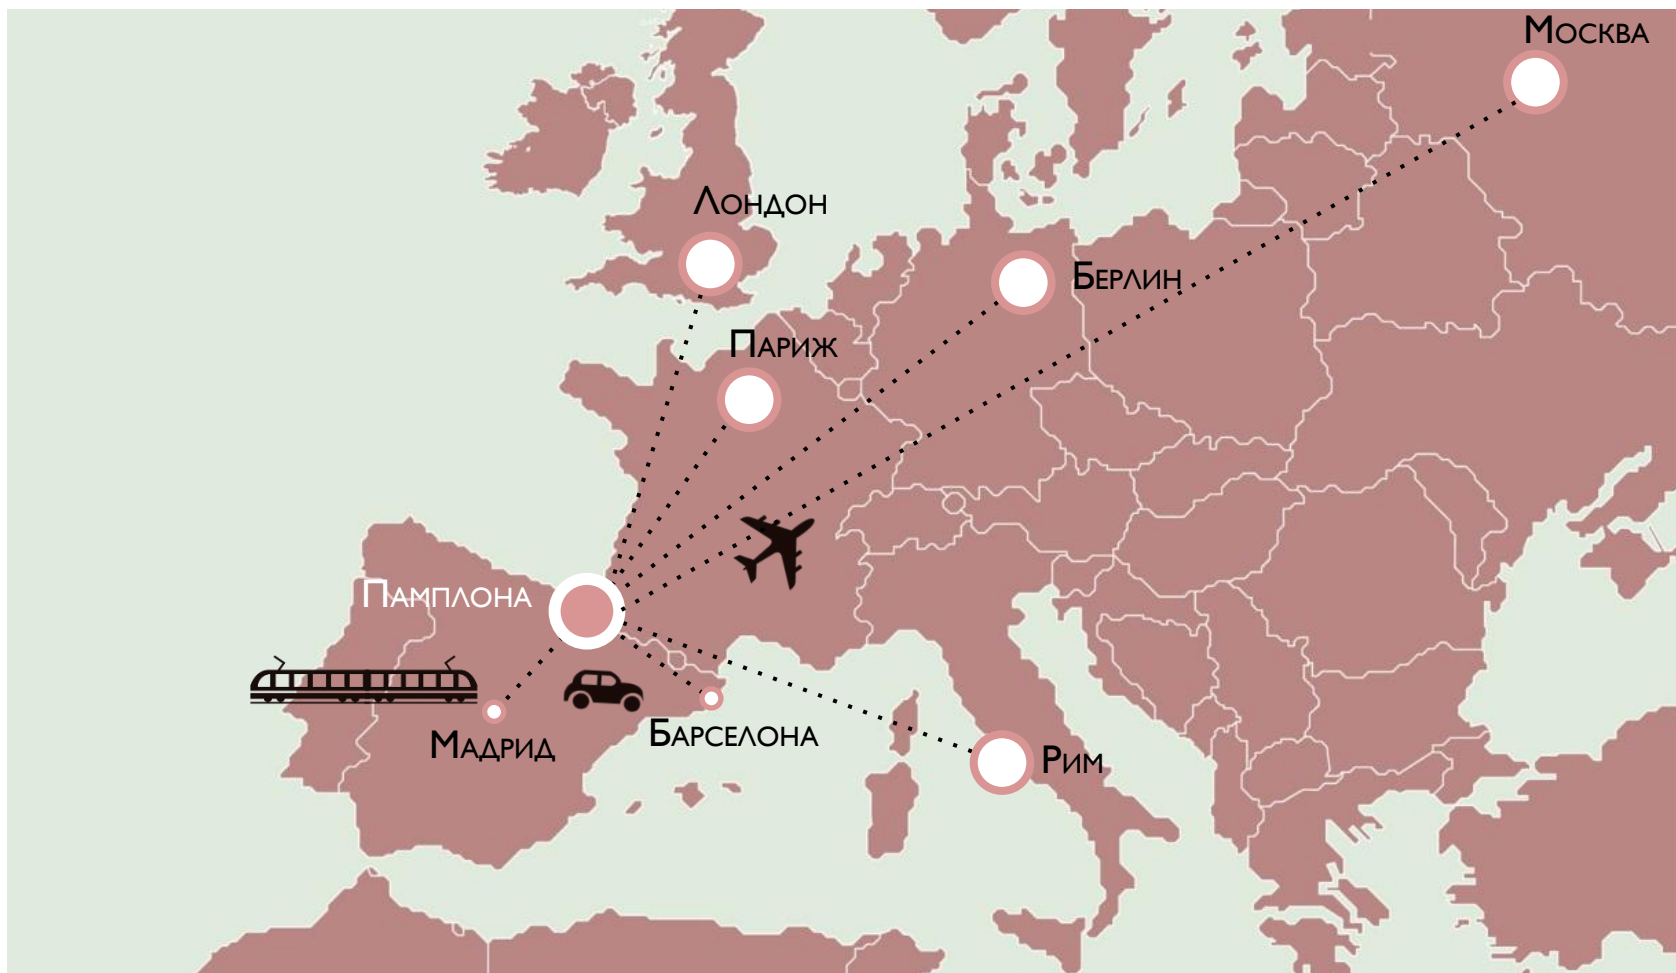 Москва
Лондон
Берлин
Париж
Памплона
Барселона
Мадрид
Рим